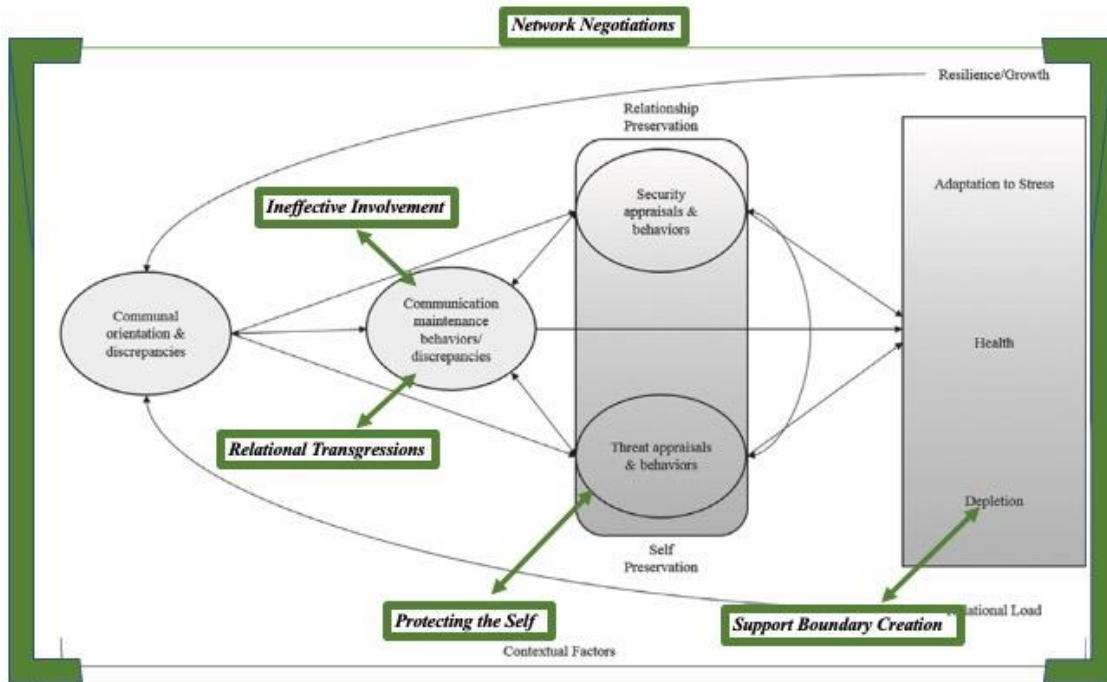 Network Negotiations
Resilience/Growth
Relationship
Preservation
Security
appraisals &
behaviors
Adaptation to Stress
Ineffective Involvement
Communal
orientation &
discrepancies
Communication
maintenance
behaviors/
discrepancies
Health
Relational Transgressions
Threat appraisals
& behaviors
Depletion
Self
Preservation
Protecting the Self
Support Boundary Creation
Load
Contextual Factors